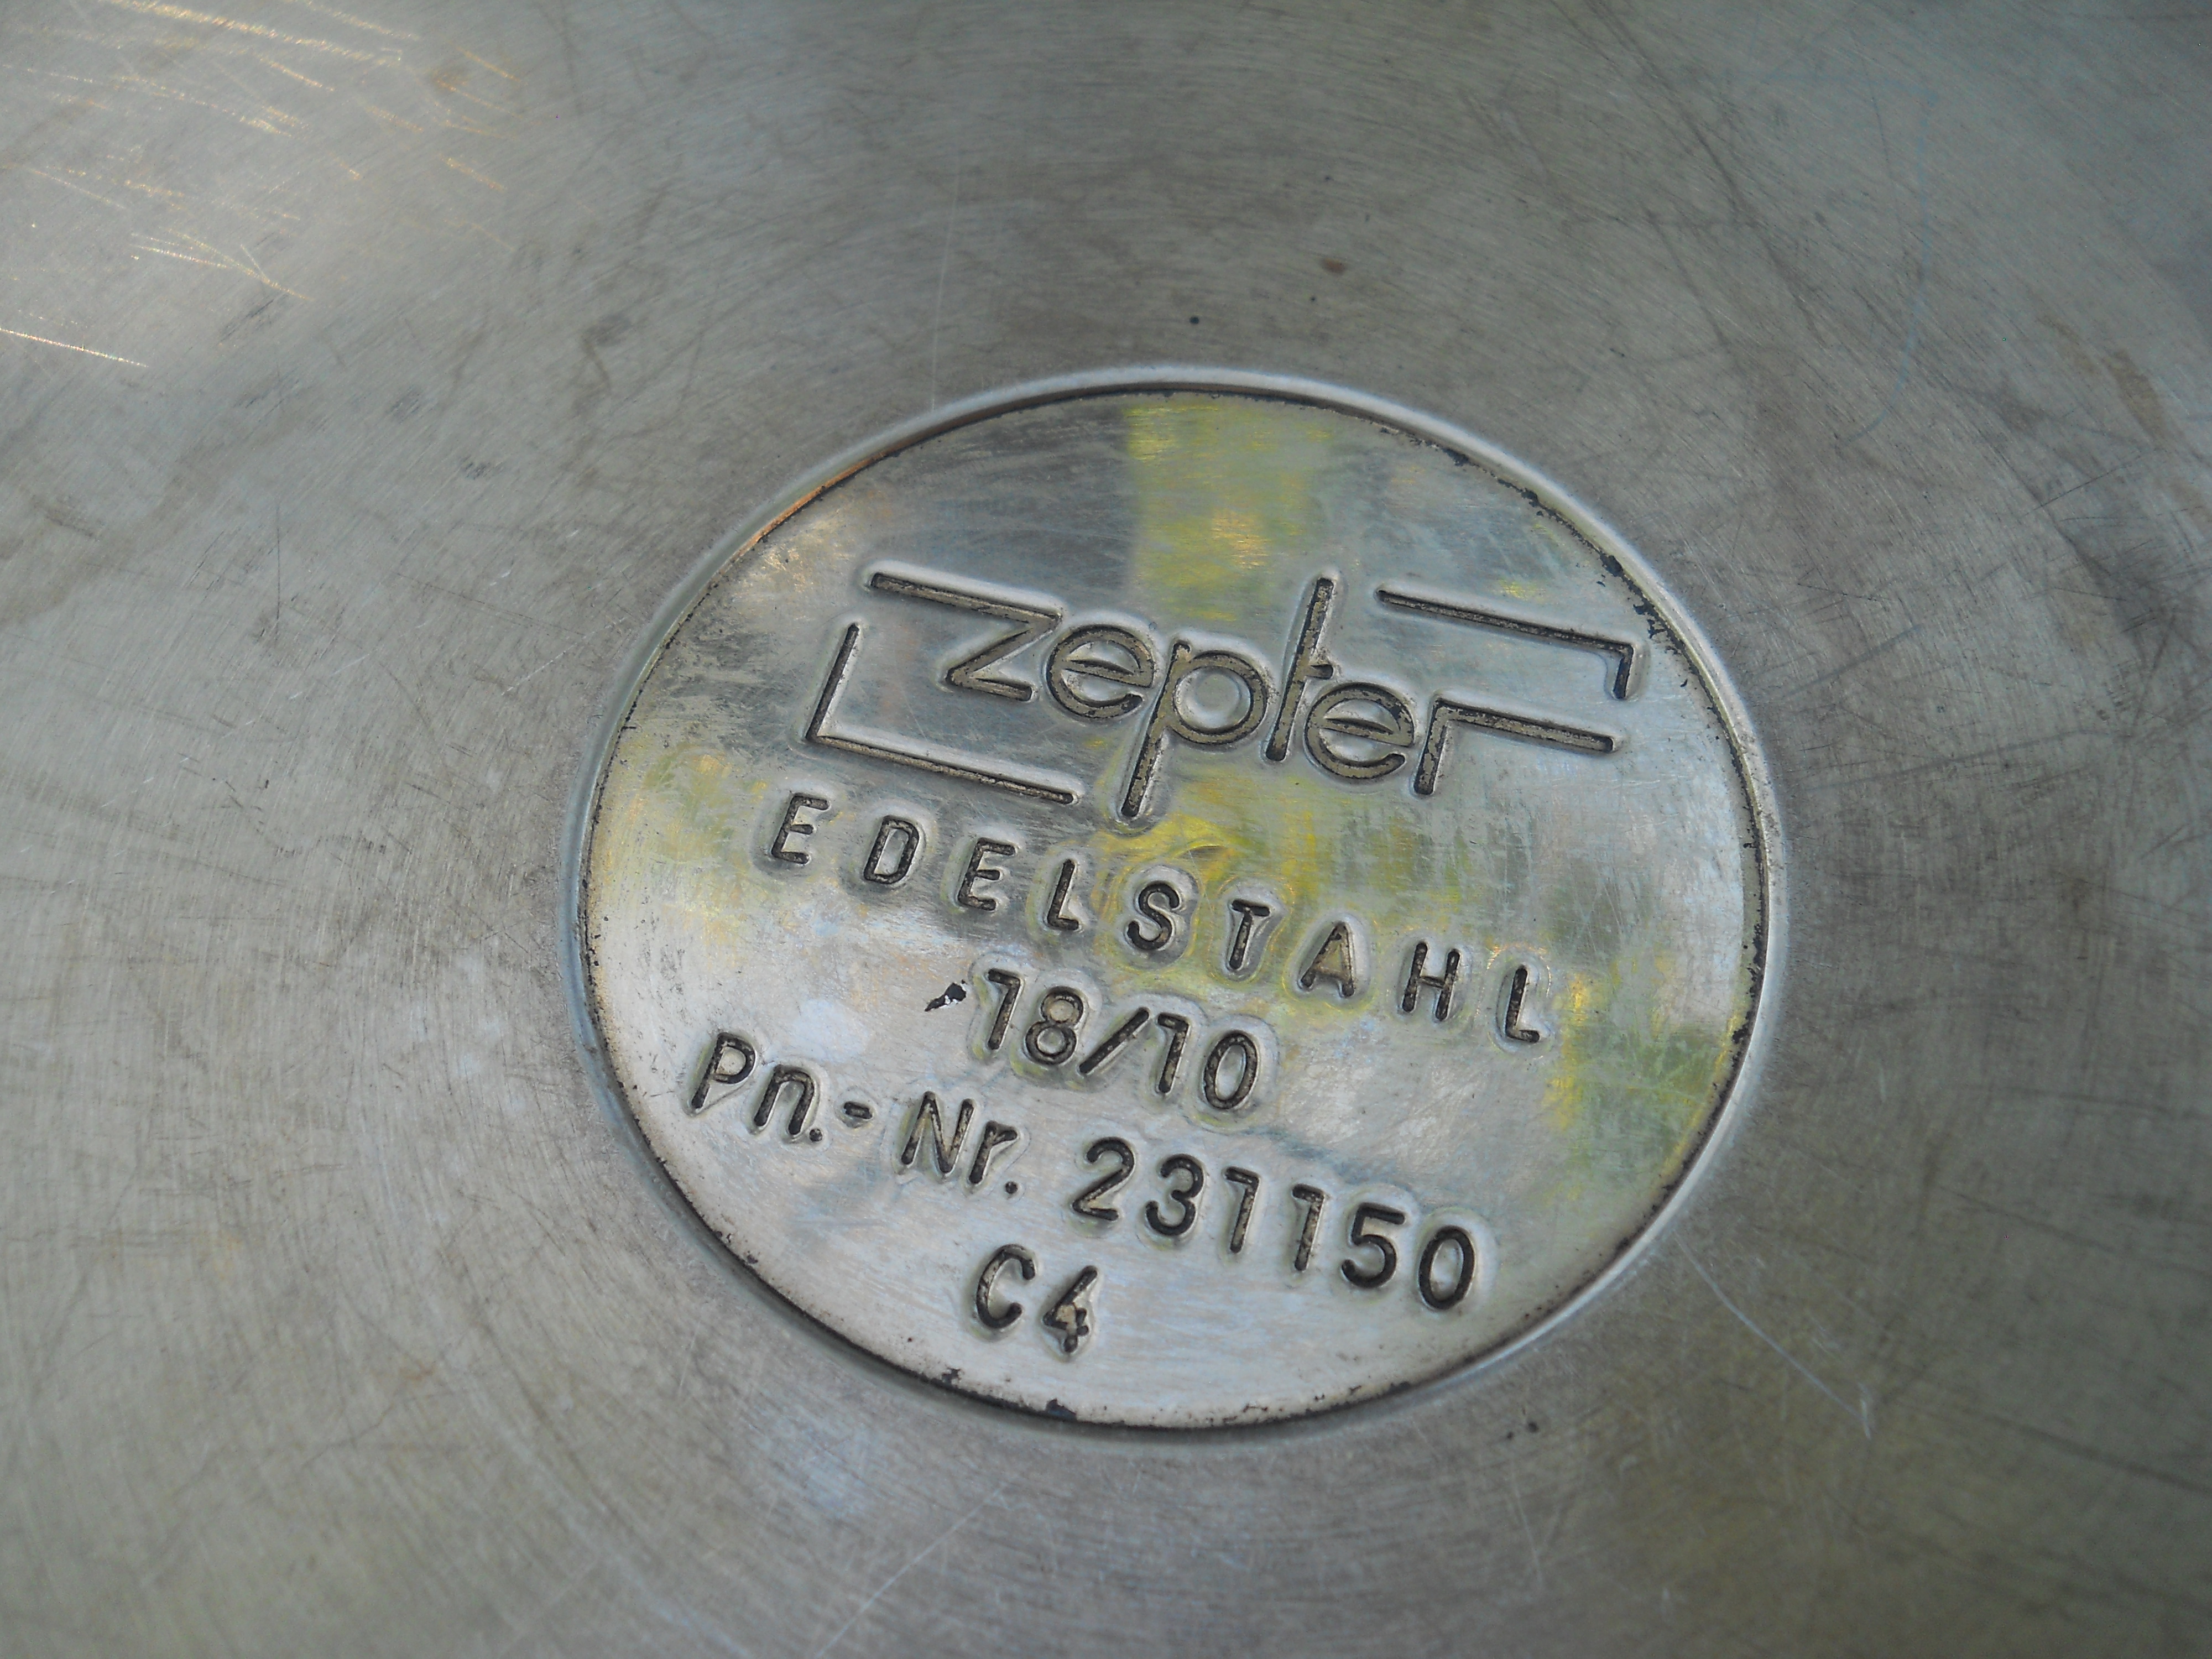 zepter
EDELSTAHL
18/10
Pn.-Nr. 231150
C4